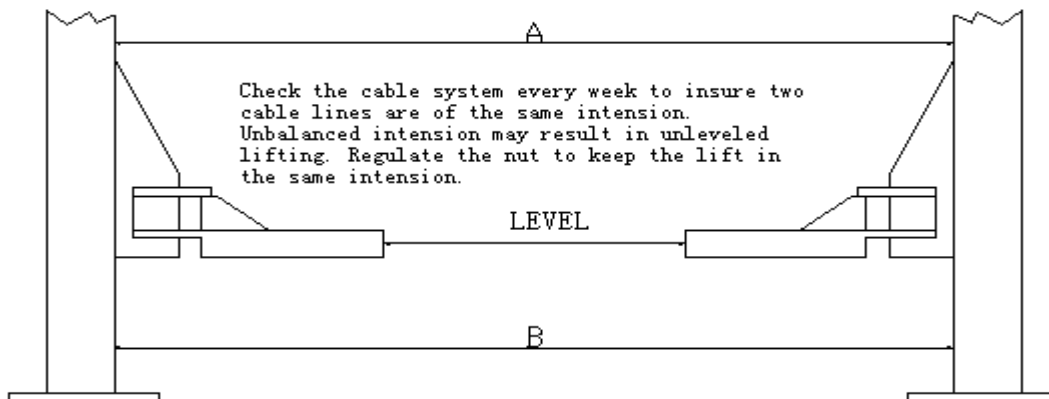 A
Check the cable system every week to insure two
cable lines are of the same intension.
Unbalanced intension may result in unleveled
lifting. Regulate the nut to keep the lift in
the same intension.
LEVEL
B